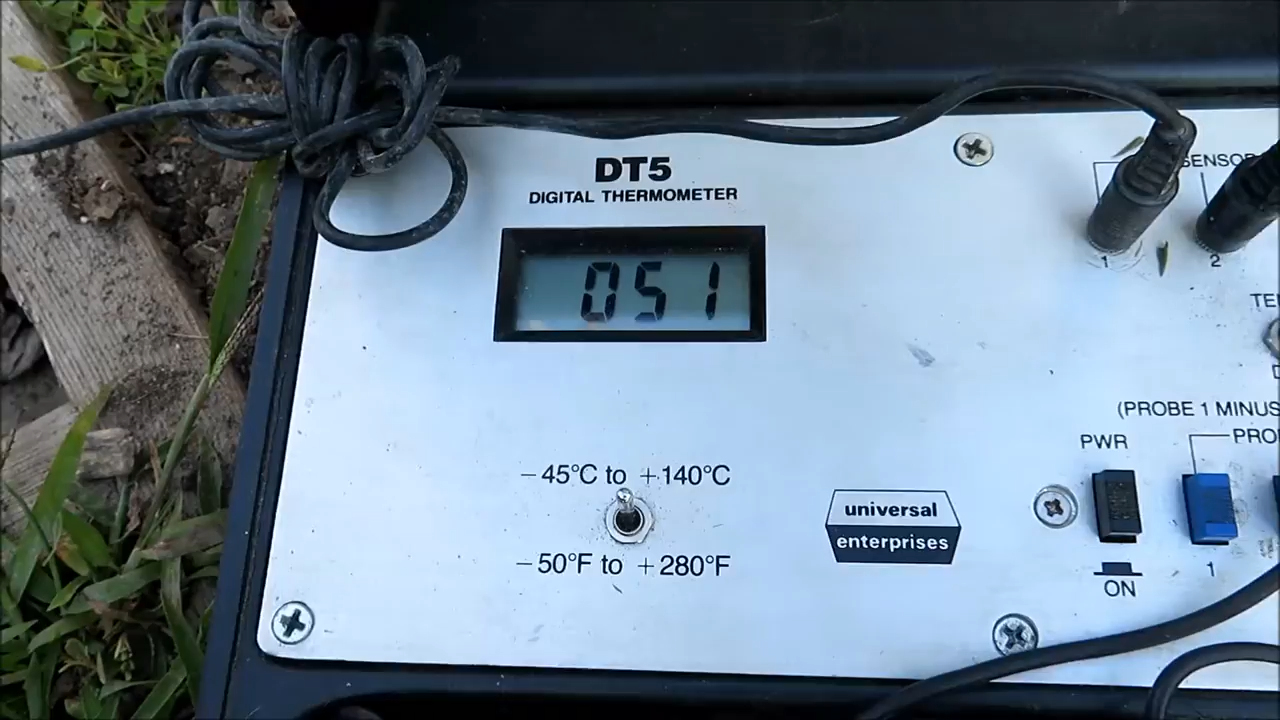 DT5
DIGITAL THERMOMETER
051
SENSOR
1
2
−45°C to +140°C
−50°F to +280°F
universal
enterprises
(PROBE 1 MINUS
PWR
ON
1